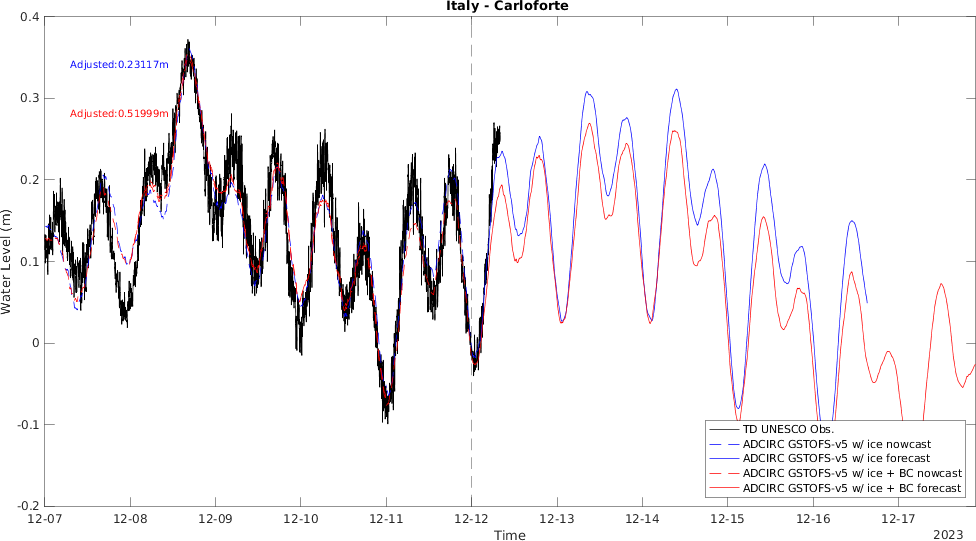 Italy - Carloforte
Adjusted:0.23117m
Adjusted:0.51999m
Water Level (m)
0.4
0.3
0.2
0.1
0
-0.1
-0.2
TD UNESCO Obs.
ADCIRC GSTOFS-v5 w/ ice nowcast
ADCIRC GSTOFS-v5 w/ ice forecast
ADCIRC GSTOFS-v5 w/ ice + BC nowcast
ADCIRC GSTOFS-v5 w/ ice + BC forecast
12-07 12-08 12-09 12-10 12-11 12-12 12-13 12-14 12-15 12-16 12-17
Time
2023